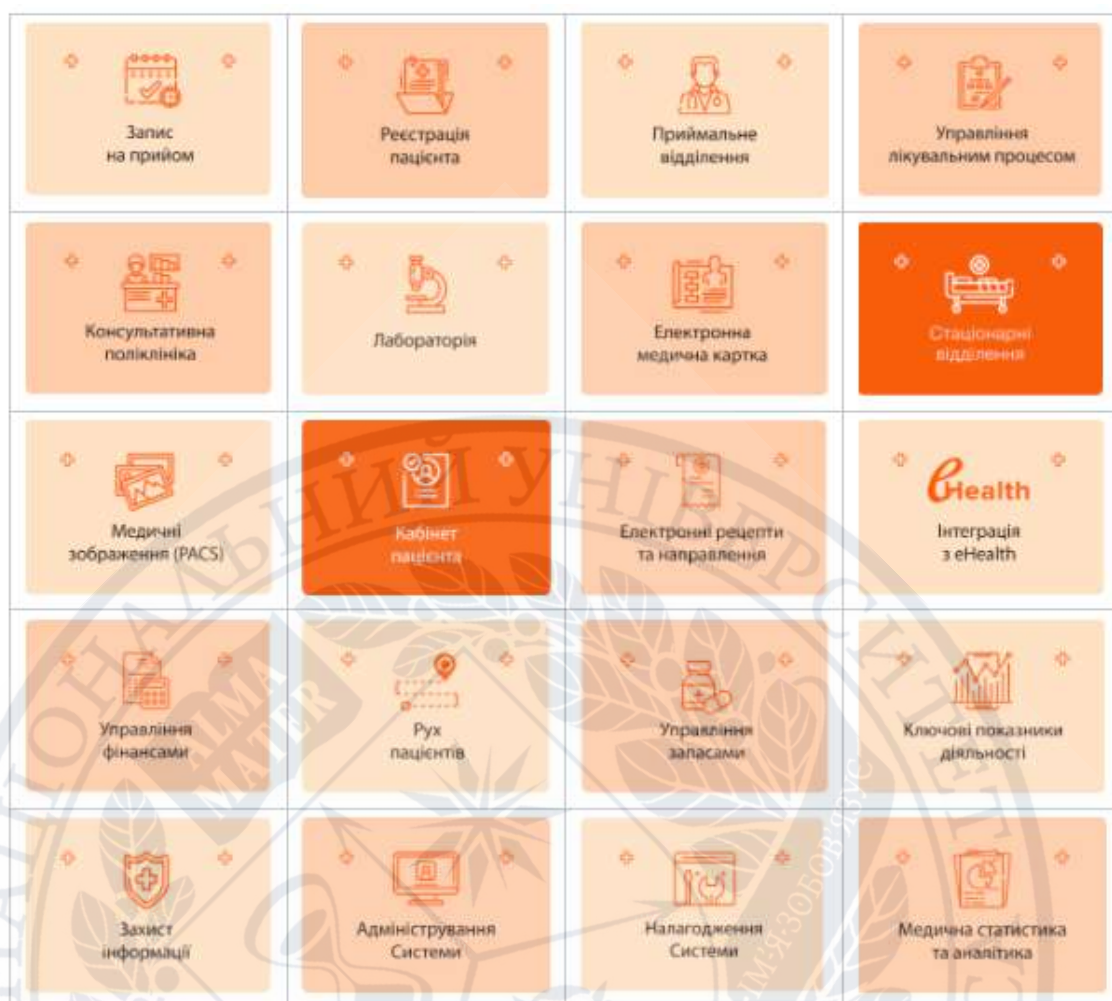 Запис
на прийом
Реєстрація
пацієнта
Приймальне
відділення
Управління
лікувальним процесом
Консультативна
поліклініка
Лабораторія
Електронна
медична картка
Стаціонарні
відділення
Медичні
зображення (PACS)
Кабінет
пацієнта
Електронні рецепти
та направлення
eHealth
Інтеграція
з eHealth
Управління
фінансами
Рух
пацієнтів
Управління
запасами
Ключові показники
діяльності
Захист
інформації
Адміністрування
Системи
Налагодження
Системи
Медична статистика
та аналітика
ALMA
MATER